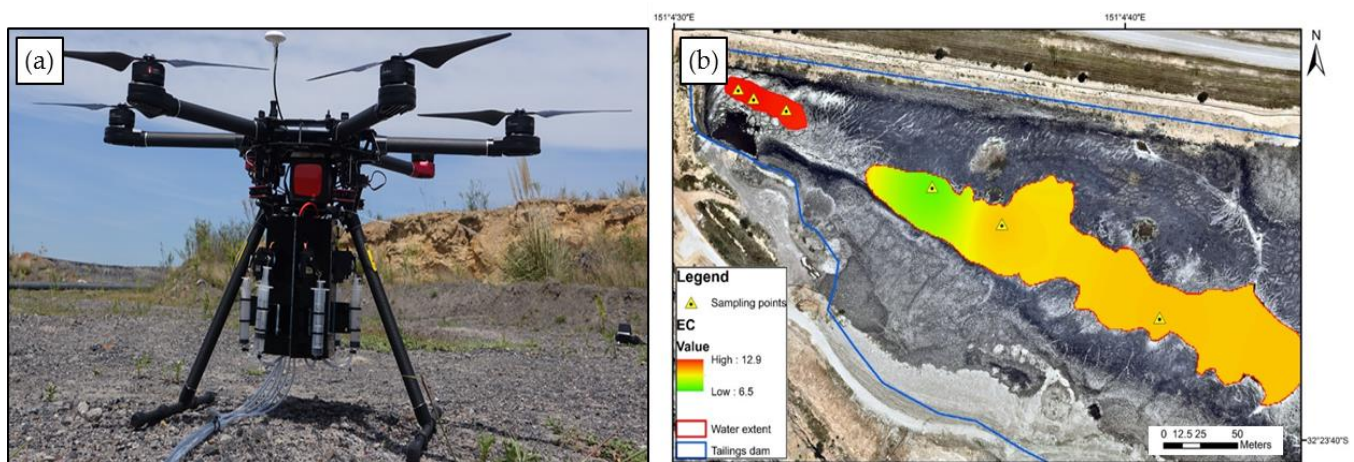 (a)
(b)
151°4'30"E
151°4'40"E
N
Legend
Sampling points
EC
Value
High : 12.9
Low : 6.5
Water extent
Tailings dam
0 12.5 25 50
Meters
32°23'40"S